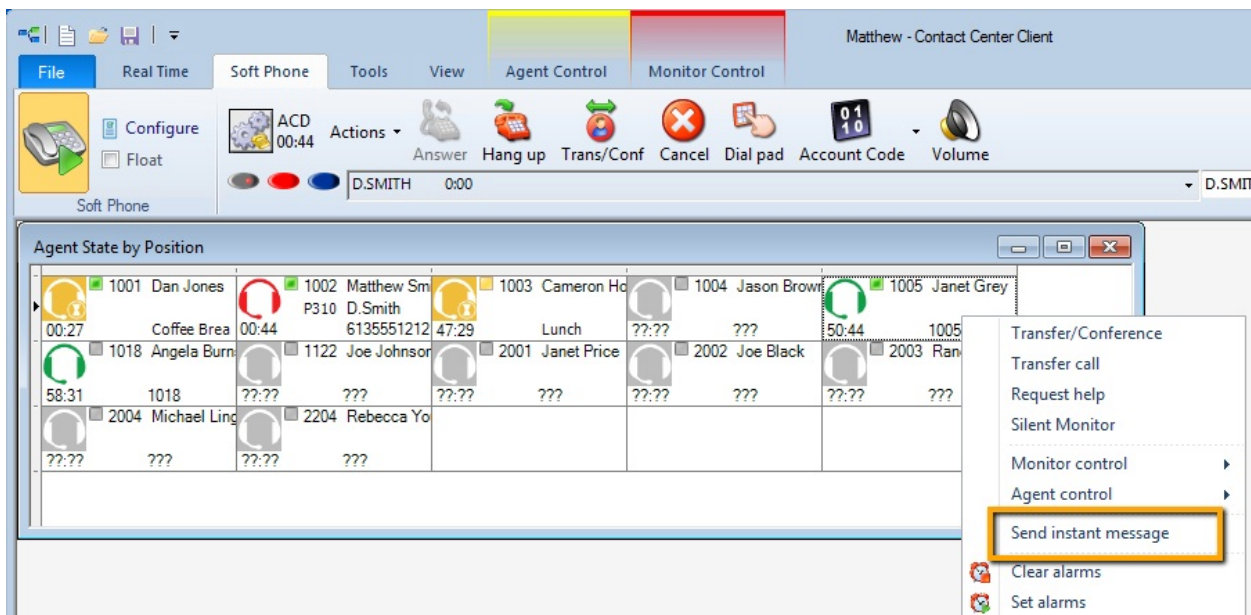 Matthew - Contact Center Client
File Real Time Soft Phone Tools View Agent Control Monitor Control
Configure
Float
Soft Phone
ACD
00:44
Actions
Answer Hang up Trans/Conf Cancel Dial pad Account Code Volume
01
10
D.SMITH 0:00 D.SMIT
Agent State by Position
1001 Dan Jones 1002 Matthew Smi 1003 Cameron Ho 1004 Jason Brown 1005 Janet Grey
P310 D.Smith
00:27 Coffee Brea 00:44 6135551212 47:29 Lunch ??:?? ??? 50:44 1005
1018 Angela Burn 1122 Joe Johnson 2001 Janet Price 2002 Joe Black 2003 Ran
58:31 1018 ??:?? ??? ??:?? ??? ??:?? ??? ??:?? ???
2004 Michael Ling 2204 Rebecca Yo
??:?? ??? ??:?? ???
Transfer/Conference
Transfer call
Request help
Silent Monitor
Monitor control
Agent control
Send instant message
Clear alarms
Set alarms